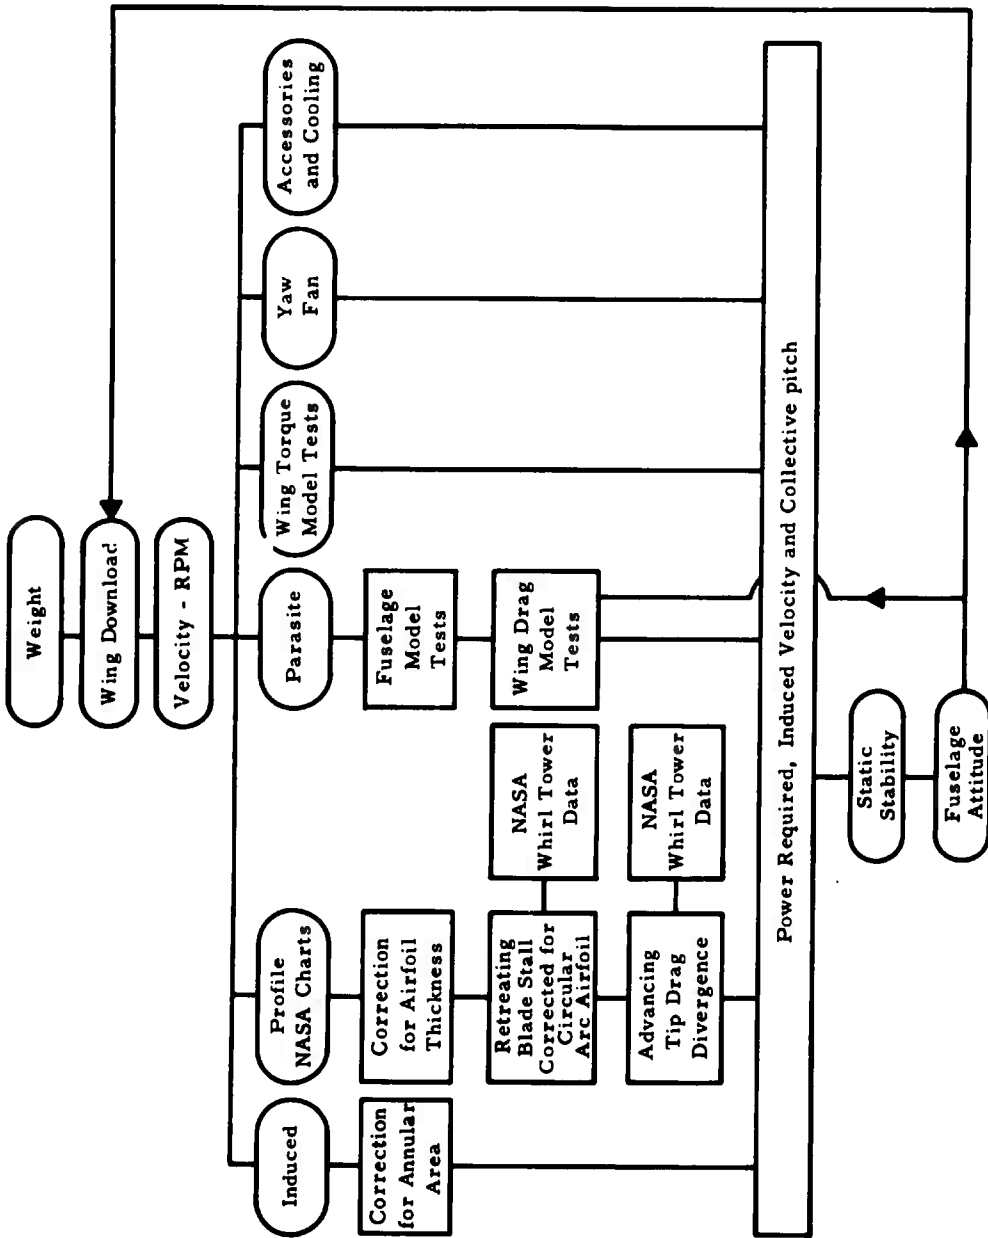 Weight
Wing Download
Velocity - RPM
Induced
Profile
NASA Charts
Parasite
Wing Torque
Model Tests
Yaw
Fan
Accessories
and Cooling
Correction
for Annular
Area
Correction
for Airfoil
Thickness
Fuselage
Model
Tests
Retreating
Blade Stall
Corrected for
Circular
Arc Airfoil
NASA
Whirl Tower
Data
Wing Drag
Model
Tests
Advancing
Tip Drag
Divergence
NASA
Whirl Tower
Data
Power Required, Induced Velocity and Collective pitch
Static
Stability
Fuselage
Attitude